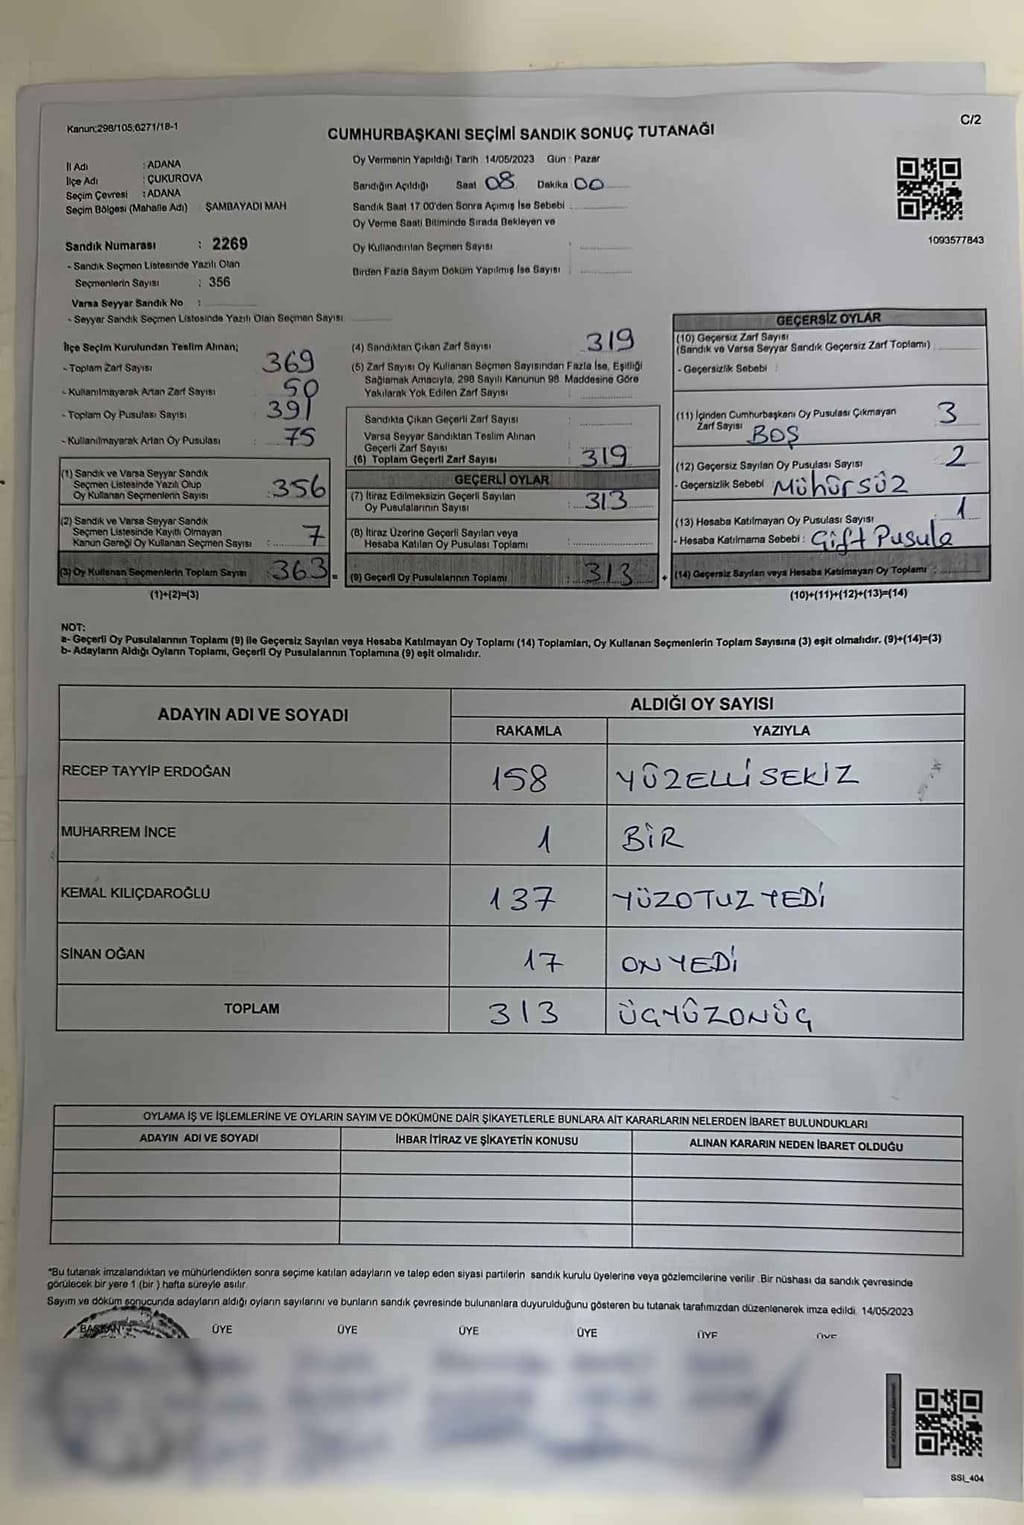 Kanun;298/105;6271/18-1
C/2
CUMHURBAŞKANI SEÇİMİ SANDIK SONUÇ TUTANAĞI
İl Adı : ADANA
İlçe Adı : ÇUKUROVA
Seçim Çevresi : ADANA
Seçim Bölgesi (Mahalle Adı) : ŞAMBAYADI MAH
Sandık Numarası : 2269
- Sandık Seçmen Listesinde Yazılı Olan
Seçmenlerin Sayısı : 356
Varsa Seyyar Sandık No :
- Seyyar Sandık Seçmen Listesinde Yazılı Olan Seçmen Sayısı:
Oy Vermenin Yapıldığı Tarih : 14/05/2023 Gün : Pazar
Sandığın Açıldığı Saat 08 Dakika 00
Sandık Saat 17 00'den Sonra Açımış İse Sebebi :
Oy Verme Saati Bitiminde Sırada Bekleyen ve
Oy Kullandırılan Seçmen Sayısı :
Birden Fazla Sayım Döküm Yapılmış İse Sayısı :
1093577843
İlçe Seçim Kurulundan Teslim Alınan;
- Toplam Zarf Sayısı : 369
- Kullanılmayarak Artan Zarf Sayısı : 50
- Toplam Oy Pusulası Sayısı : 391
- Kullanılmayarak Artan Oy Pusulası : 75
(1) Sandık ve Varsa Seyyar Sandık
Seçmen Listesinde Yazılı Olup
Oy Kullanan Seçmenlerin Sayısı : 356
(2) Sandık ve Varsa Seyyar Sandık
Seçmen Listesinde Kayıtlı Olmayan
Kanun Gereği Oy Kullanan Seçmen Sayısı : 7
(3) Oy Kullanan Seçmenlerin Toplam Sayısı : 363 =
(1)+(2)=(3)
(4) Sandıktan Çıkan Zarf Sayısı : 319
(5) Zarf Sayısı Oy Kullanan Seçmen Sayısından Fazla İse, Eşitliği
Sağlamak Amacıyla, 298 Sayılı Kanunun 98. Maddesine Göre
Yakılarak Yok Edilen Zarf Sayısı :
Sandıkta Çıkan Geçerli Zarf Sayısı :
Varsa Seyyar Sandıktan Teslim Alınan
Geçerli Zarf Sayısı :
(6) Toplam Geçerli Zarf Sayısı : 319
GEÇERLİ OYLAR
(7) İtiraz Edilmeksizin Geçerli Sayılan
Oy Pusulalarının Sayısı : 313
(8) İtiraz Üzerine Geçerli Sayılan veya
Hesaba Katılan Oy Pusulası Toplamı :
(9) Geçerli Oy Pusulalarının Toplamı : 313 +
GEÇERSİZ OYLAR
(10) Geçersiz Zarf Sayısı
(Sandık ve Varsa Seyyar Sandık Geçersiz Zarf Toplamı) :
- Geçersizlik Sebebi :
(11) İçinden Cumhurbaşkanı Oy Pusulası Çıkmayan 3
Zarf Sayısı BOŞ
(12) Geçersiz Sayılan Oy Pusulası Sayısı 2
- Geçersizlik Sebebi : MÜHÜRSÜZ
(13) Hesaba Katılmayan Oy Pusulası Sayısı : 1
- Hesaba Katılmama Sebebi : Çift Pusula
(14) Geçersiz Sayılan veya Hesaba Katılmayan Oy Toplamı :
(10)+(11)+(12)+(13)=(14)
NOT:
a- Geçerli Oy Pusulalarının Toplamı (9) ile Geçersiz Sayılan veya Hesaba Katılmayan Oy Toplamı (14) Toplamları, Oy Kullanan Seçmenlerin Toplam Sayısına (3) eşit olmalıdır. (9)+(14)=(3)
b- Adayların Aldığı Oyların Toplamı, Geçerli Oy Pusulalarının Toplamına (9) eşit olmalıdır.
ADAYIN ADI VE SOYADI
ALDIĞI OY SAYISI
RAKAMLA YAZIYLA
RECEP TAYYİP ERDOĞAN 158 YÜZELLİSEKİZ
MUHARREM İNCE 1 BİR
KEMAL KILIÇDAROĞLU 137 YÜZOTUZYEDİ
SİNAN OĞAN 17 ONYEDİ
TOPLAM 313 ÜÇYÜZONÜÇ
OYLAMA İŞ VE İŞLEMLERİNE VE OYLARIN SAYIM VE DÖKÜMÜNE DAİR ŞİKAYETLERLE BUNLARA AİT KARARLARIN NELERDEN İBARET BULUNDUKLARI
ADAYIN ADI VE SOYADI İHBAR İTİRAZ VE ŞİKAYETİN KONUSU ALINAN KARARIN NEDEN İBARET OLDUĞU
*Bu tutanak imzalandıktan ve mühürlendikten sonra seçime katılan adayların ve talep eden siyasi partilerin sandık kurulu üyelerine veya gözlemcilerine verilir .Bir nüshası da sandık çevresinde
görülecek bir yere 1 (bir ) hafta süreyle asılır.
Sayım ve döküm sonucunda adayların aldığı oyların sayılarını ve bunların sandık çevresinde bulunanlara duyurulduğunu gösteren bu tutanak tarafımızdan düzenlenerek imza edildi. 14/05/2023
BAŞKAN ÜYE ÜYE ÜYE ÜYE ÜYE ÜYE
SSI_404